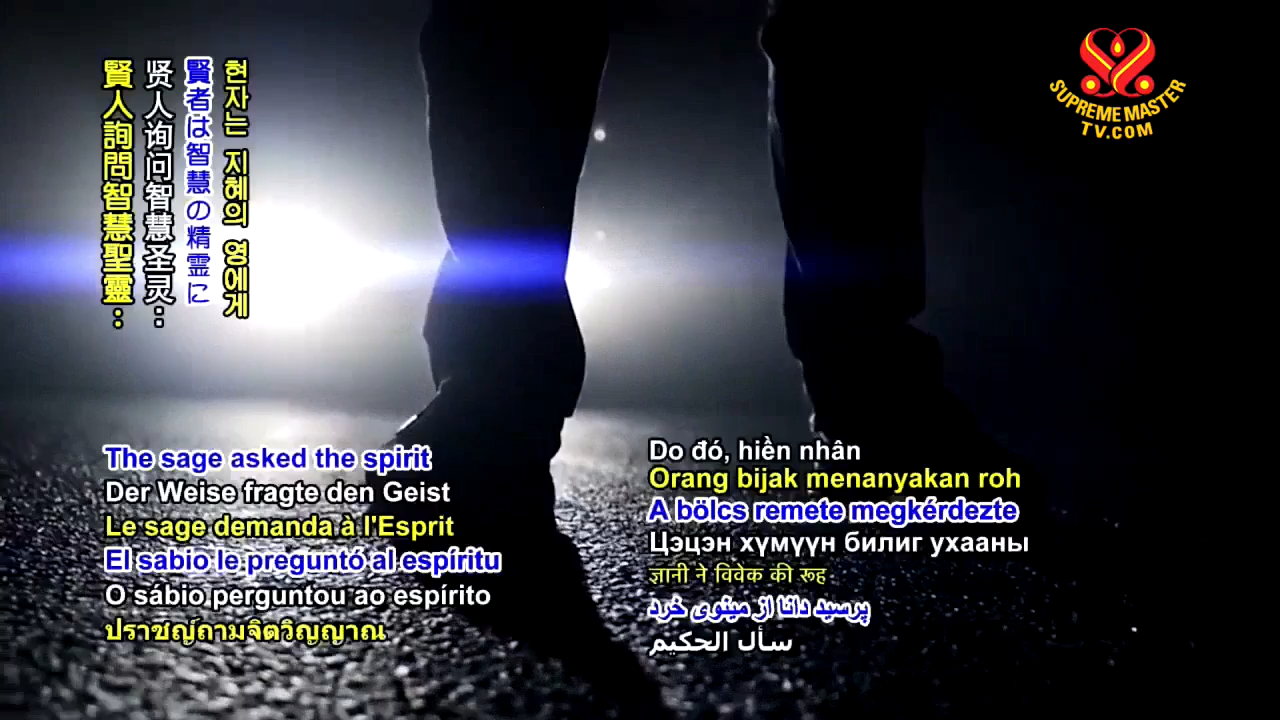 현자는 지혜의 영에게
賢者は智慧の精霊に
贤人询问智慧圣灵：
賢人詢問智慧聖靈：
SUPREME MASTER
TV.COM
The sage asked the spirit
Der Weise fragte den Geist
Le sage demanda à l'Esprit
El sabio le preguntó al espíritu
O sábio perguntou ao espírito
ปราชญ์ถามจิตวิญญาณ
Do đó, hiền nhân
Orang bijak menanyakan roh
A bölcs remete megkérdezte
Цэцэн хүмүүн билиг ухааны
ज्ञानी ने विवेक की रूह
پرسید دانا از مینوی خرد
سأل الحكيم